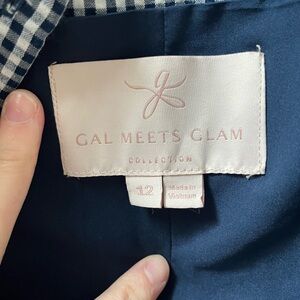 g
GAL MEETS GLAM
COLLECTION
12
Made in
Vietnam